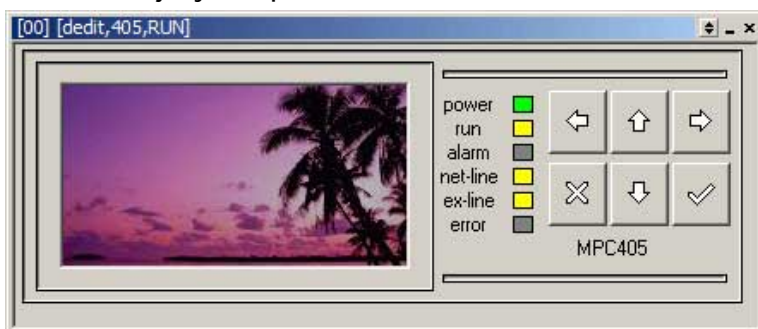 [00] [dedit,405,RUN]
power
run
alarm
net-line
ex-line
error
MPC405